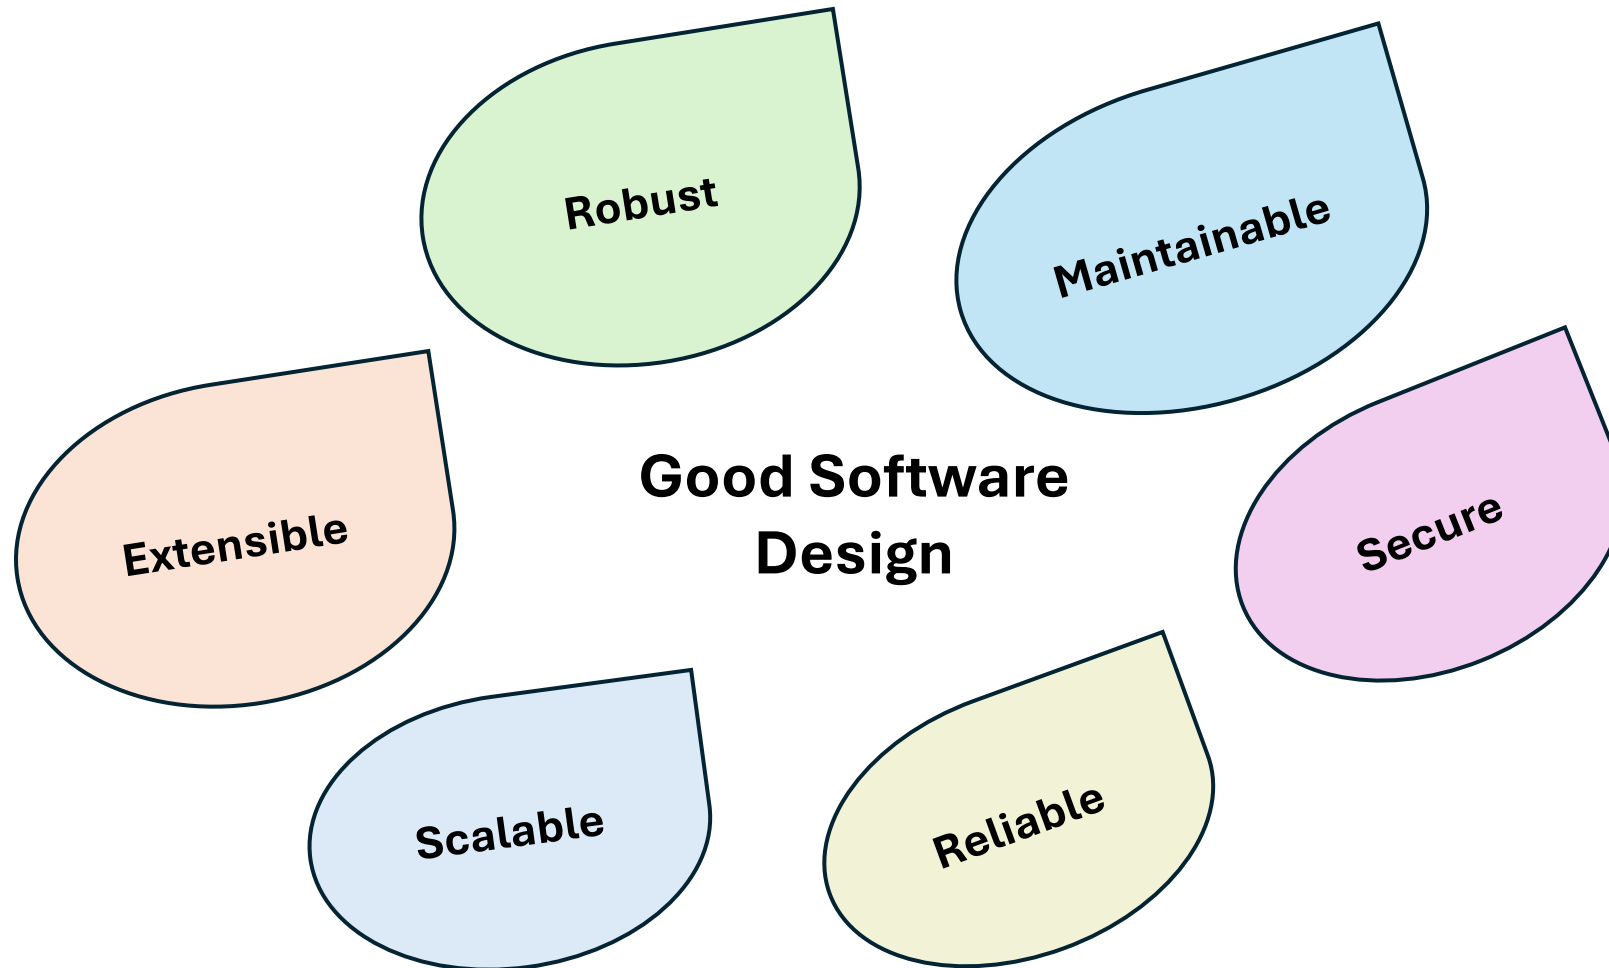 Robust
Maintainable
Extensible
Good Software
Design
Secure
Scalable
Reliable